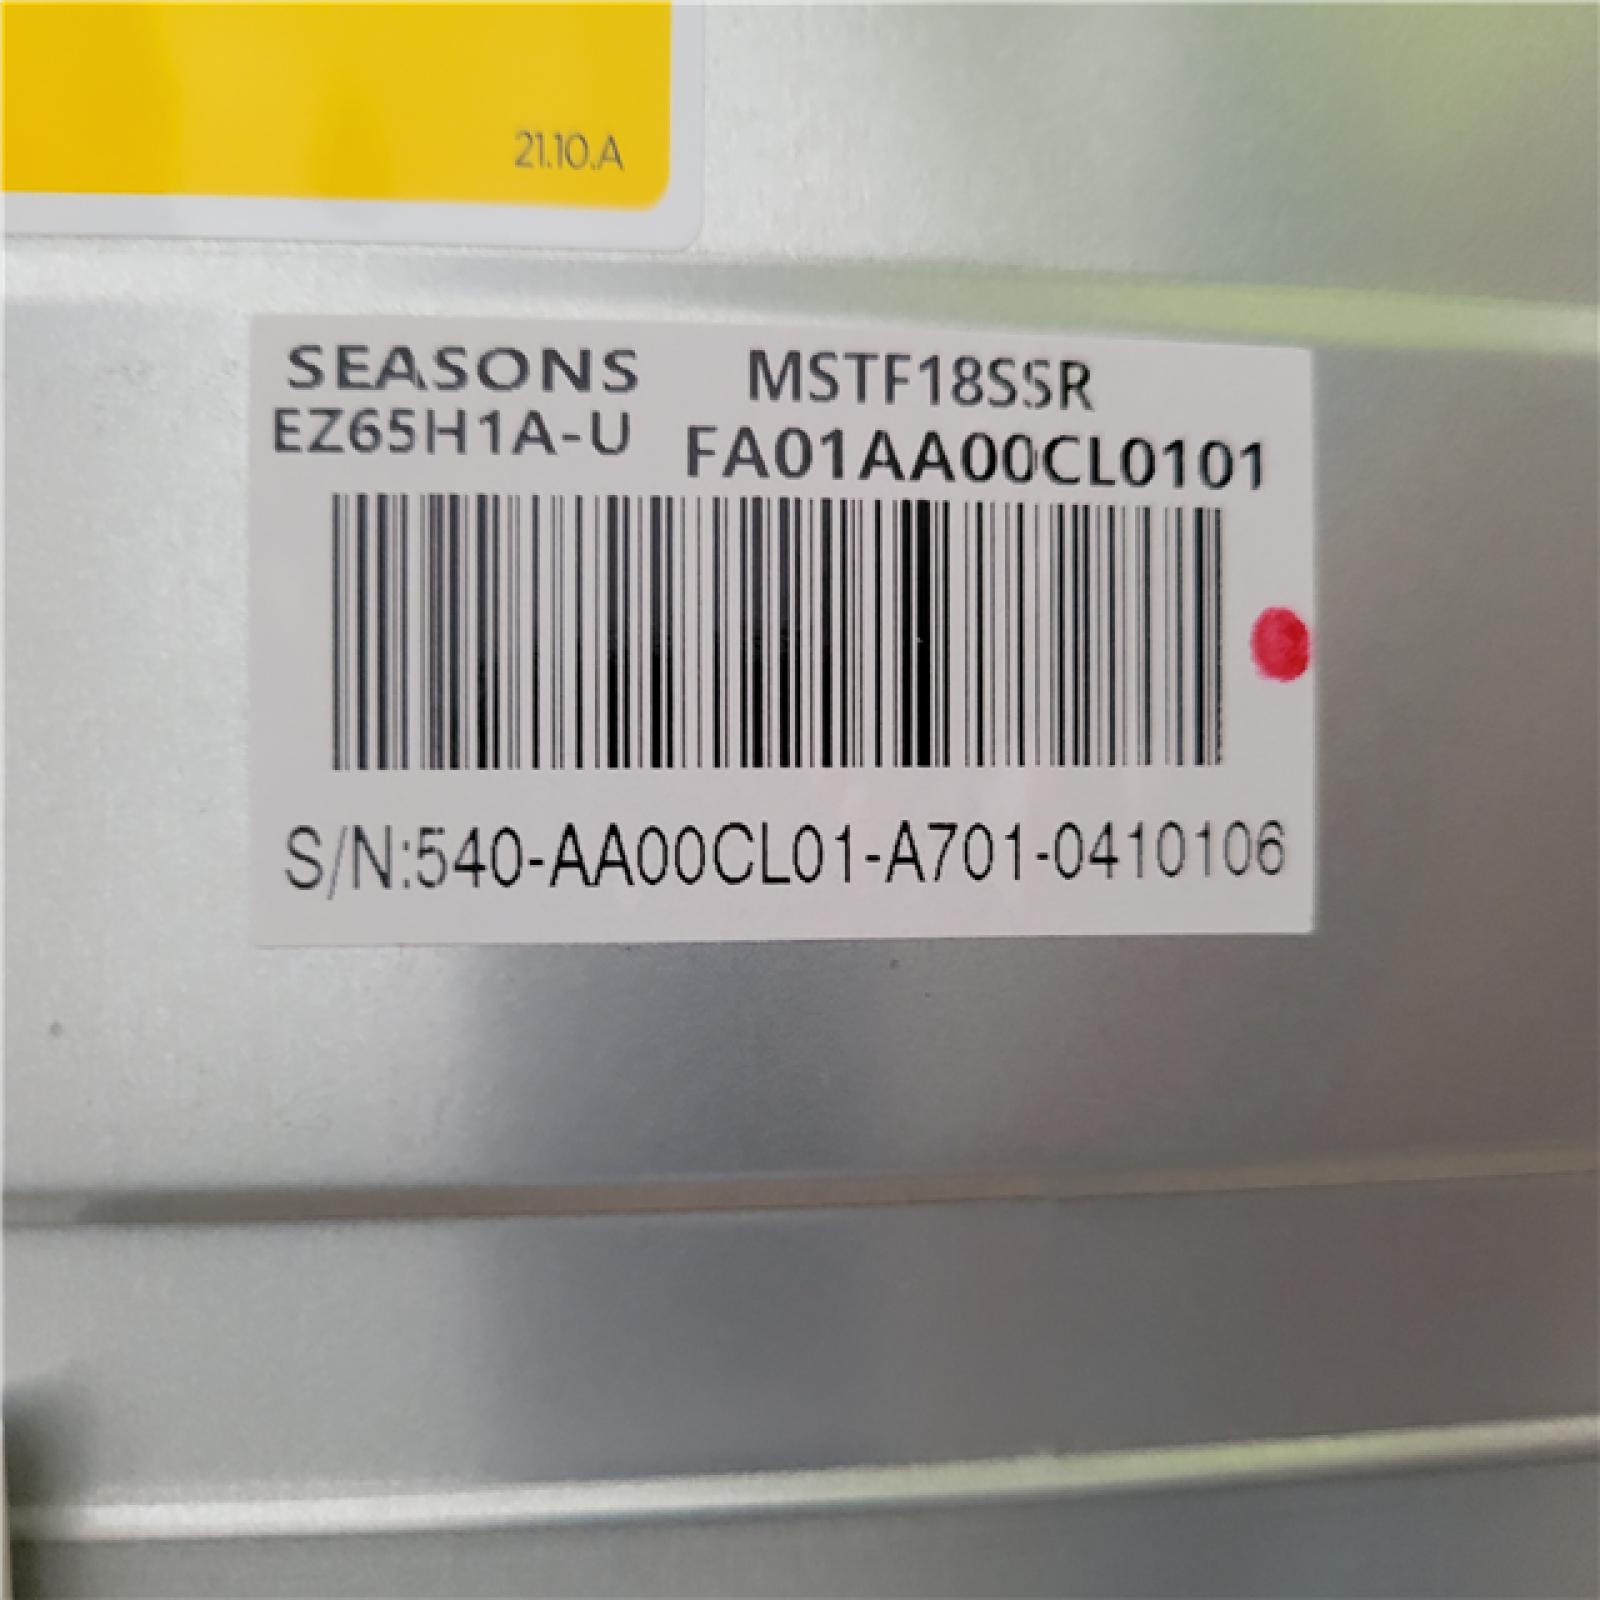 21.10.A
SEASONS MSTF18SSR
EZ65H1A-U FA01AA00CL0101
S/N:540-AA00CL01-A701-0410106